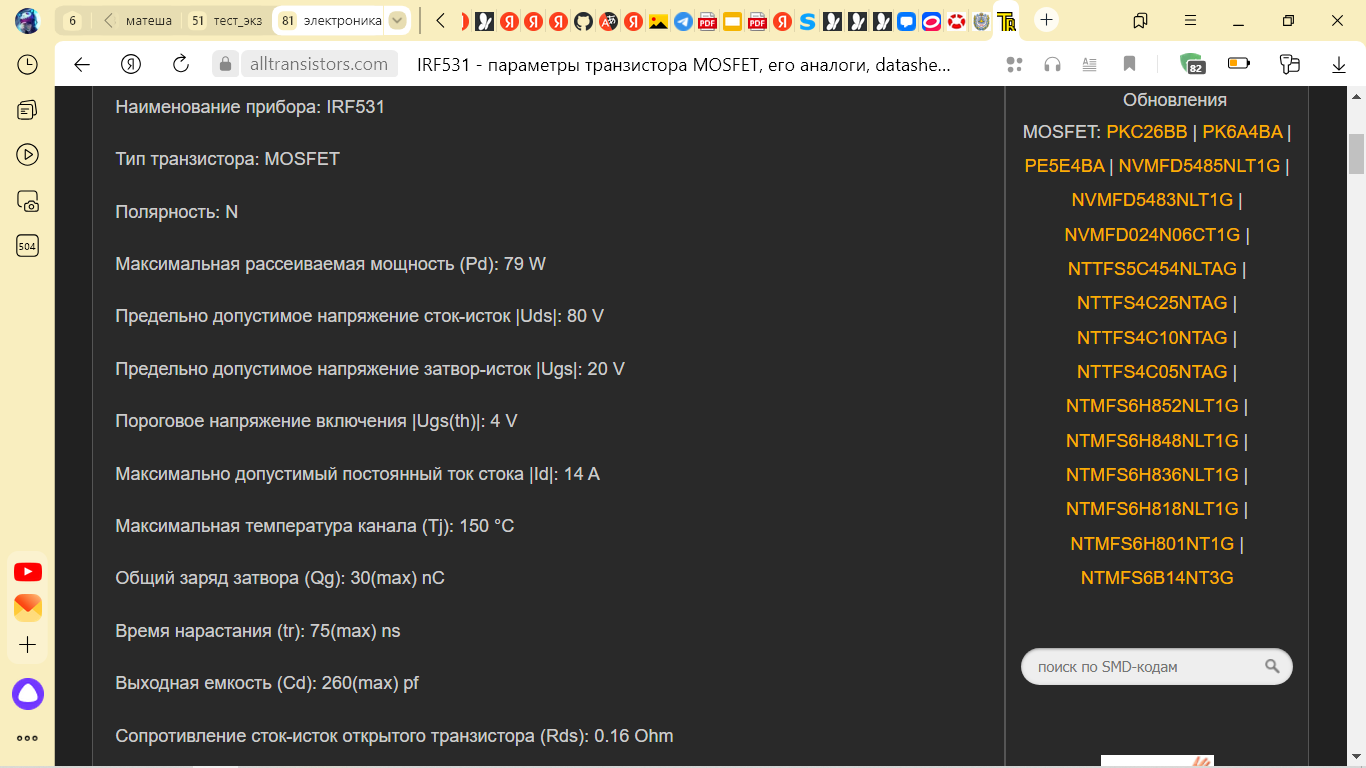 6
матеша
51
тест_экз
81
электроника
alltransistors.com
IRF531 - параметры транзистора MOSFET, его аналоги, datashe...
82
504
Наименование прибора: IRF531
Тип транзистора: MOSFET
Полярность: N
Максимальная рассеиваемая мощность (Pd): 79 W
Предельно допустимое напряжение сток-исток |Uds|: 80 V
Предельно допустимое напряжение затвор-исток |Ugs|: 20 V
Пороговое напряжение включения |Ugs(th)|: 4 V
Максимально допустимый постоянный ток стока |Id|: 14 A
Максимальная температура канала (Tj): 150 °C
Общий заряд затвора (Qg): 30(max) nC
Время нарастания (tr): 75(max) ns
Выходная емкость (Cd): 260(max) pf
Сопротивление сток-исток открытого транзистора (Rds): 0.16 Ohm
Обновления
MOSFET: PKC26BB | PK6A4BA |
PE5E4BA | NVMFD5485NLT1G |
NVMFD5483NLT1G |
NVMFD024N06CT1G |
NTTFS5C454NLTAG |
NTTFS4C25NTAG |
NTTFS4C10NTAG |
NTTFS4C05NTAG |
NTMFS6H852NLT1G |
NTMFS6H848NLT1G |
NTMFS6H836NLT1G |
NTMFS6H818NLT1G |
NTMFS6H801NT1G |
NTMFS6B14NT3G
поиск по SMD-кодам